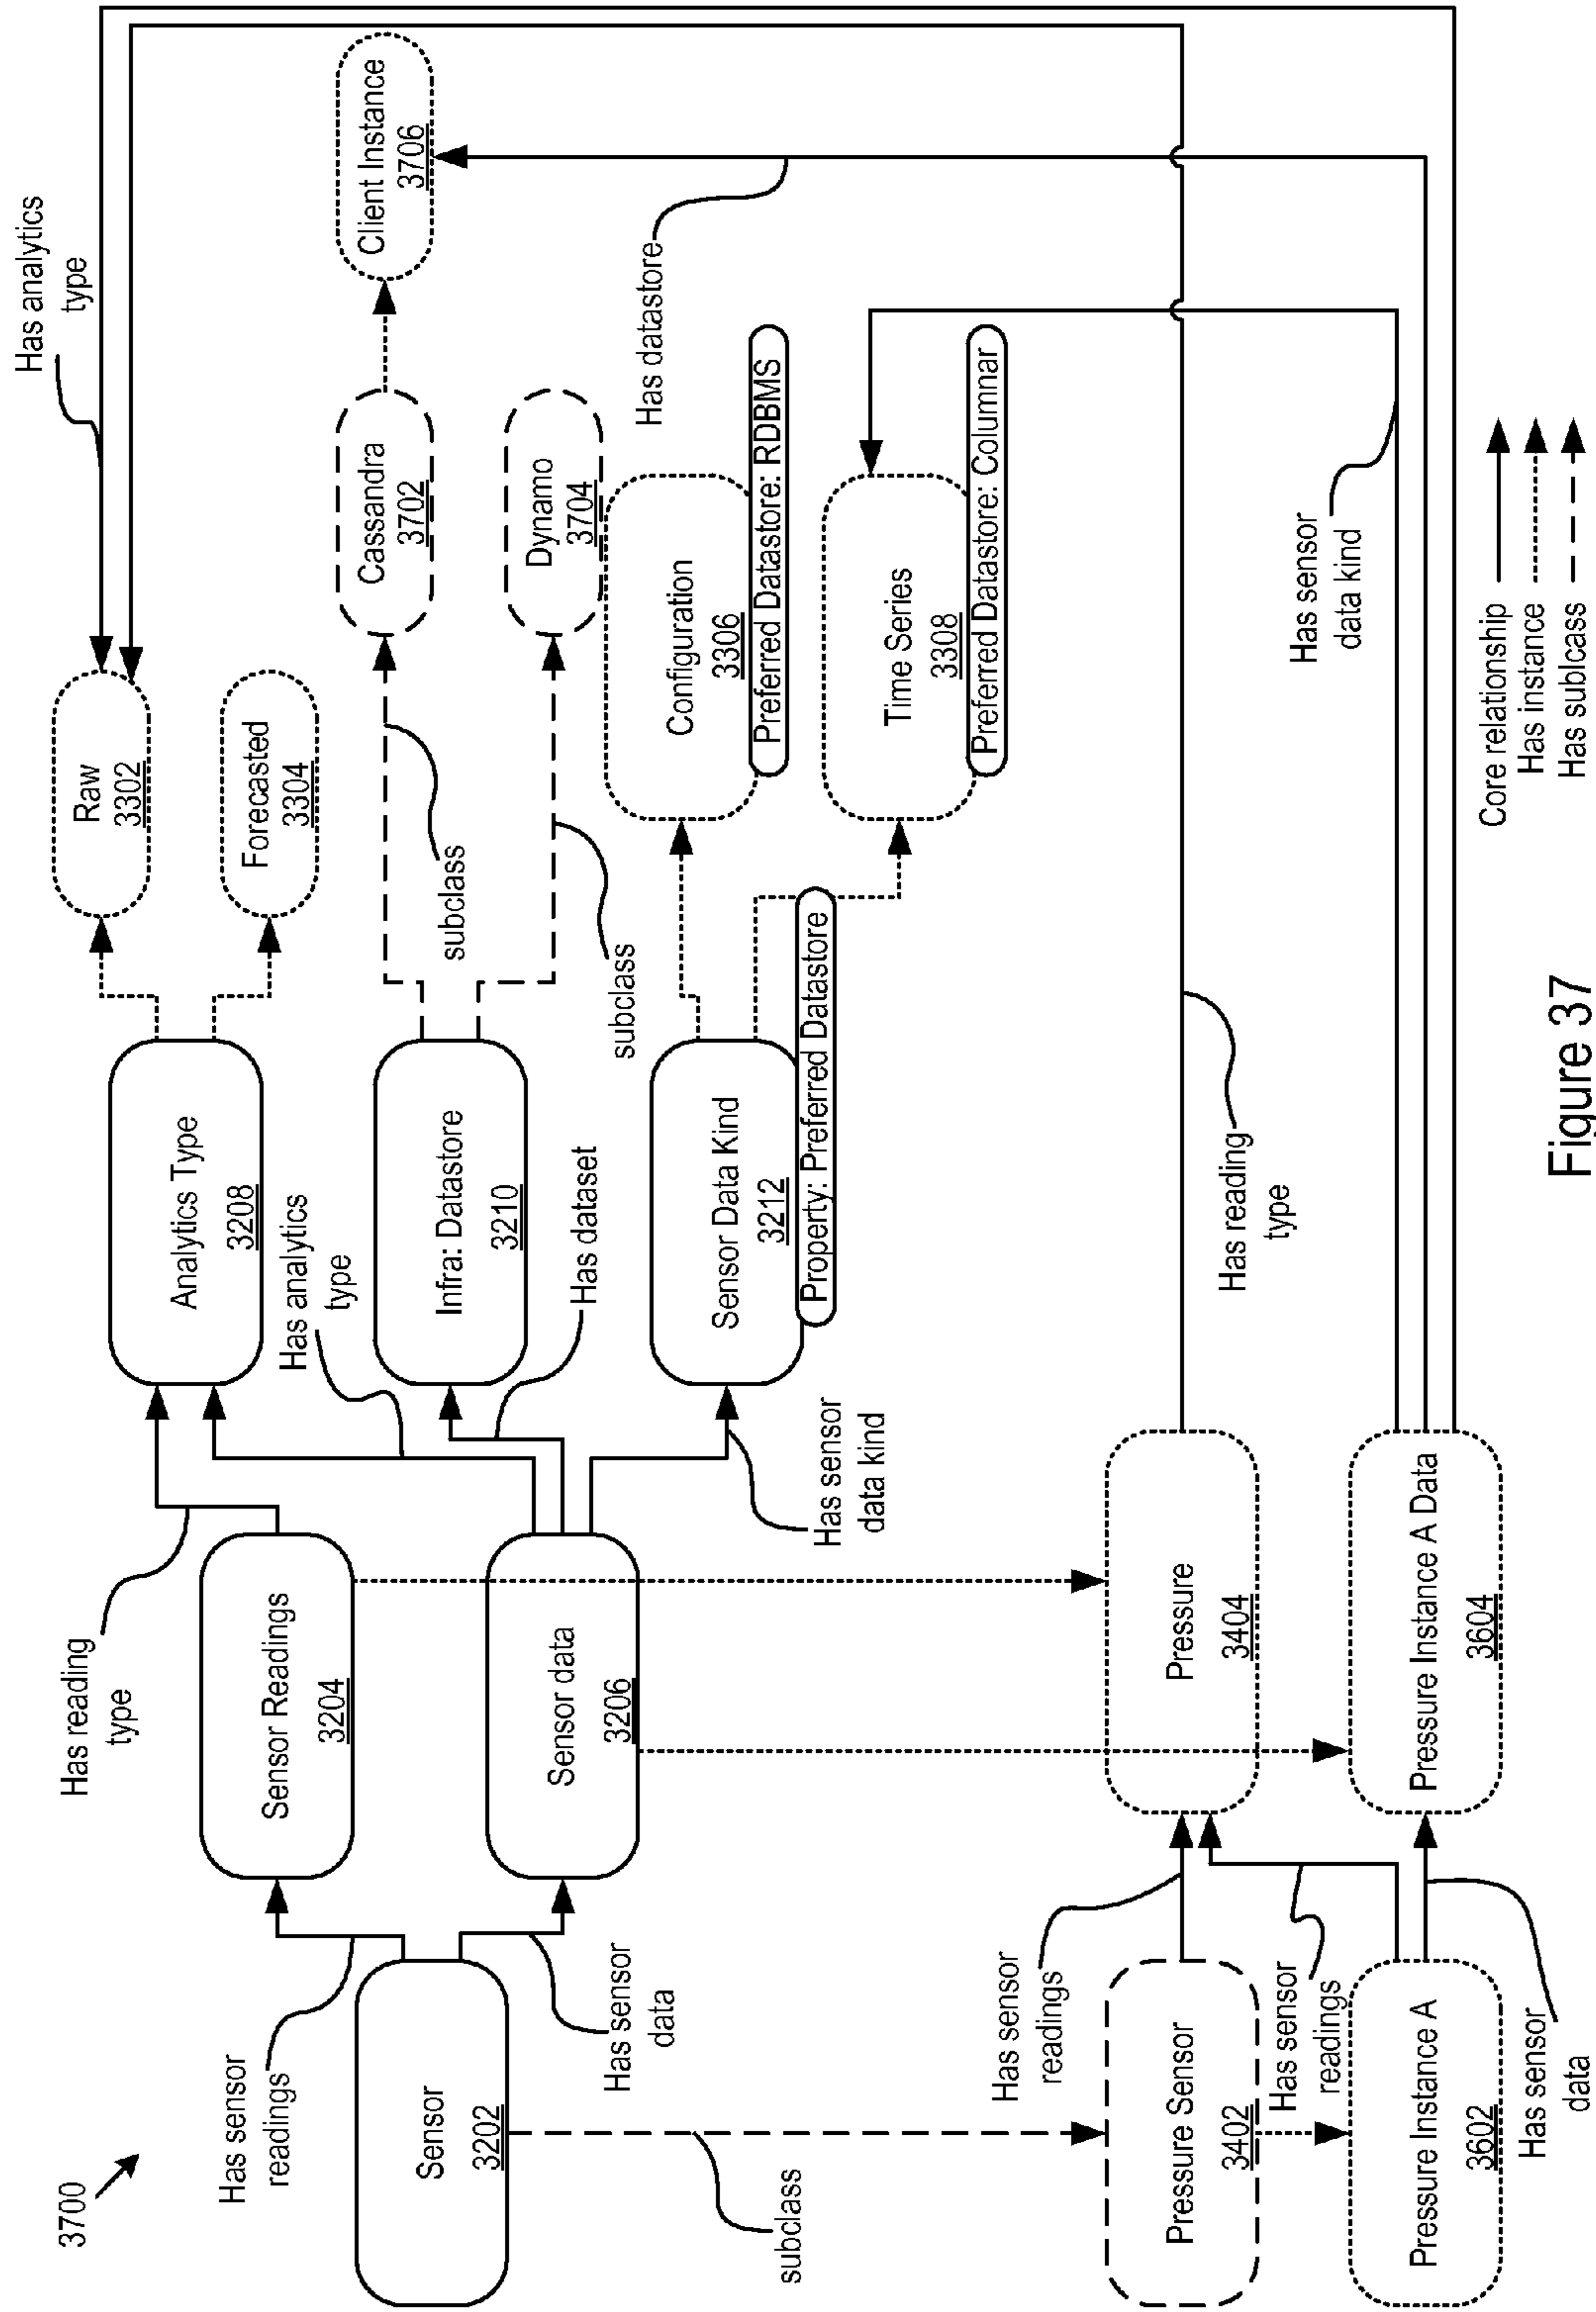 3700
Has sensor
readings
Sensor
3202
Has sensor
data
subclass
Has reading
type
Sensor Readings
3204
Sensor data
3206
Has analytics
type
Has dataset
Has sensor
data kind
Analytics Type
3208
Infra: Datastore
3210
Sensor Data Kind
3212
Property: Preferred Datastore
subclass
subclass
Raw
3302
Forecasted
3304
Cassandra
3702
Dynamo
3704
Configuration
3306
Preferred Datastore: RDBMS
Time Series
3308
Preferred Datastore: Columnar
Has analytics
type
Client Instance
3706
Has datastore
Has sensor
data kind
Has sensor
readings
Pressure Sensor
3402
Has sensor
readings
Pressure Instance A
3602
Has sensor
data
Pressure
3404
Pressure Instance A Data
3604
Has reading
type
Core relationship
Has instance
Has sublcass
Figure 37